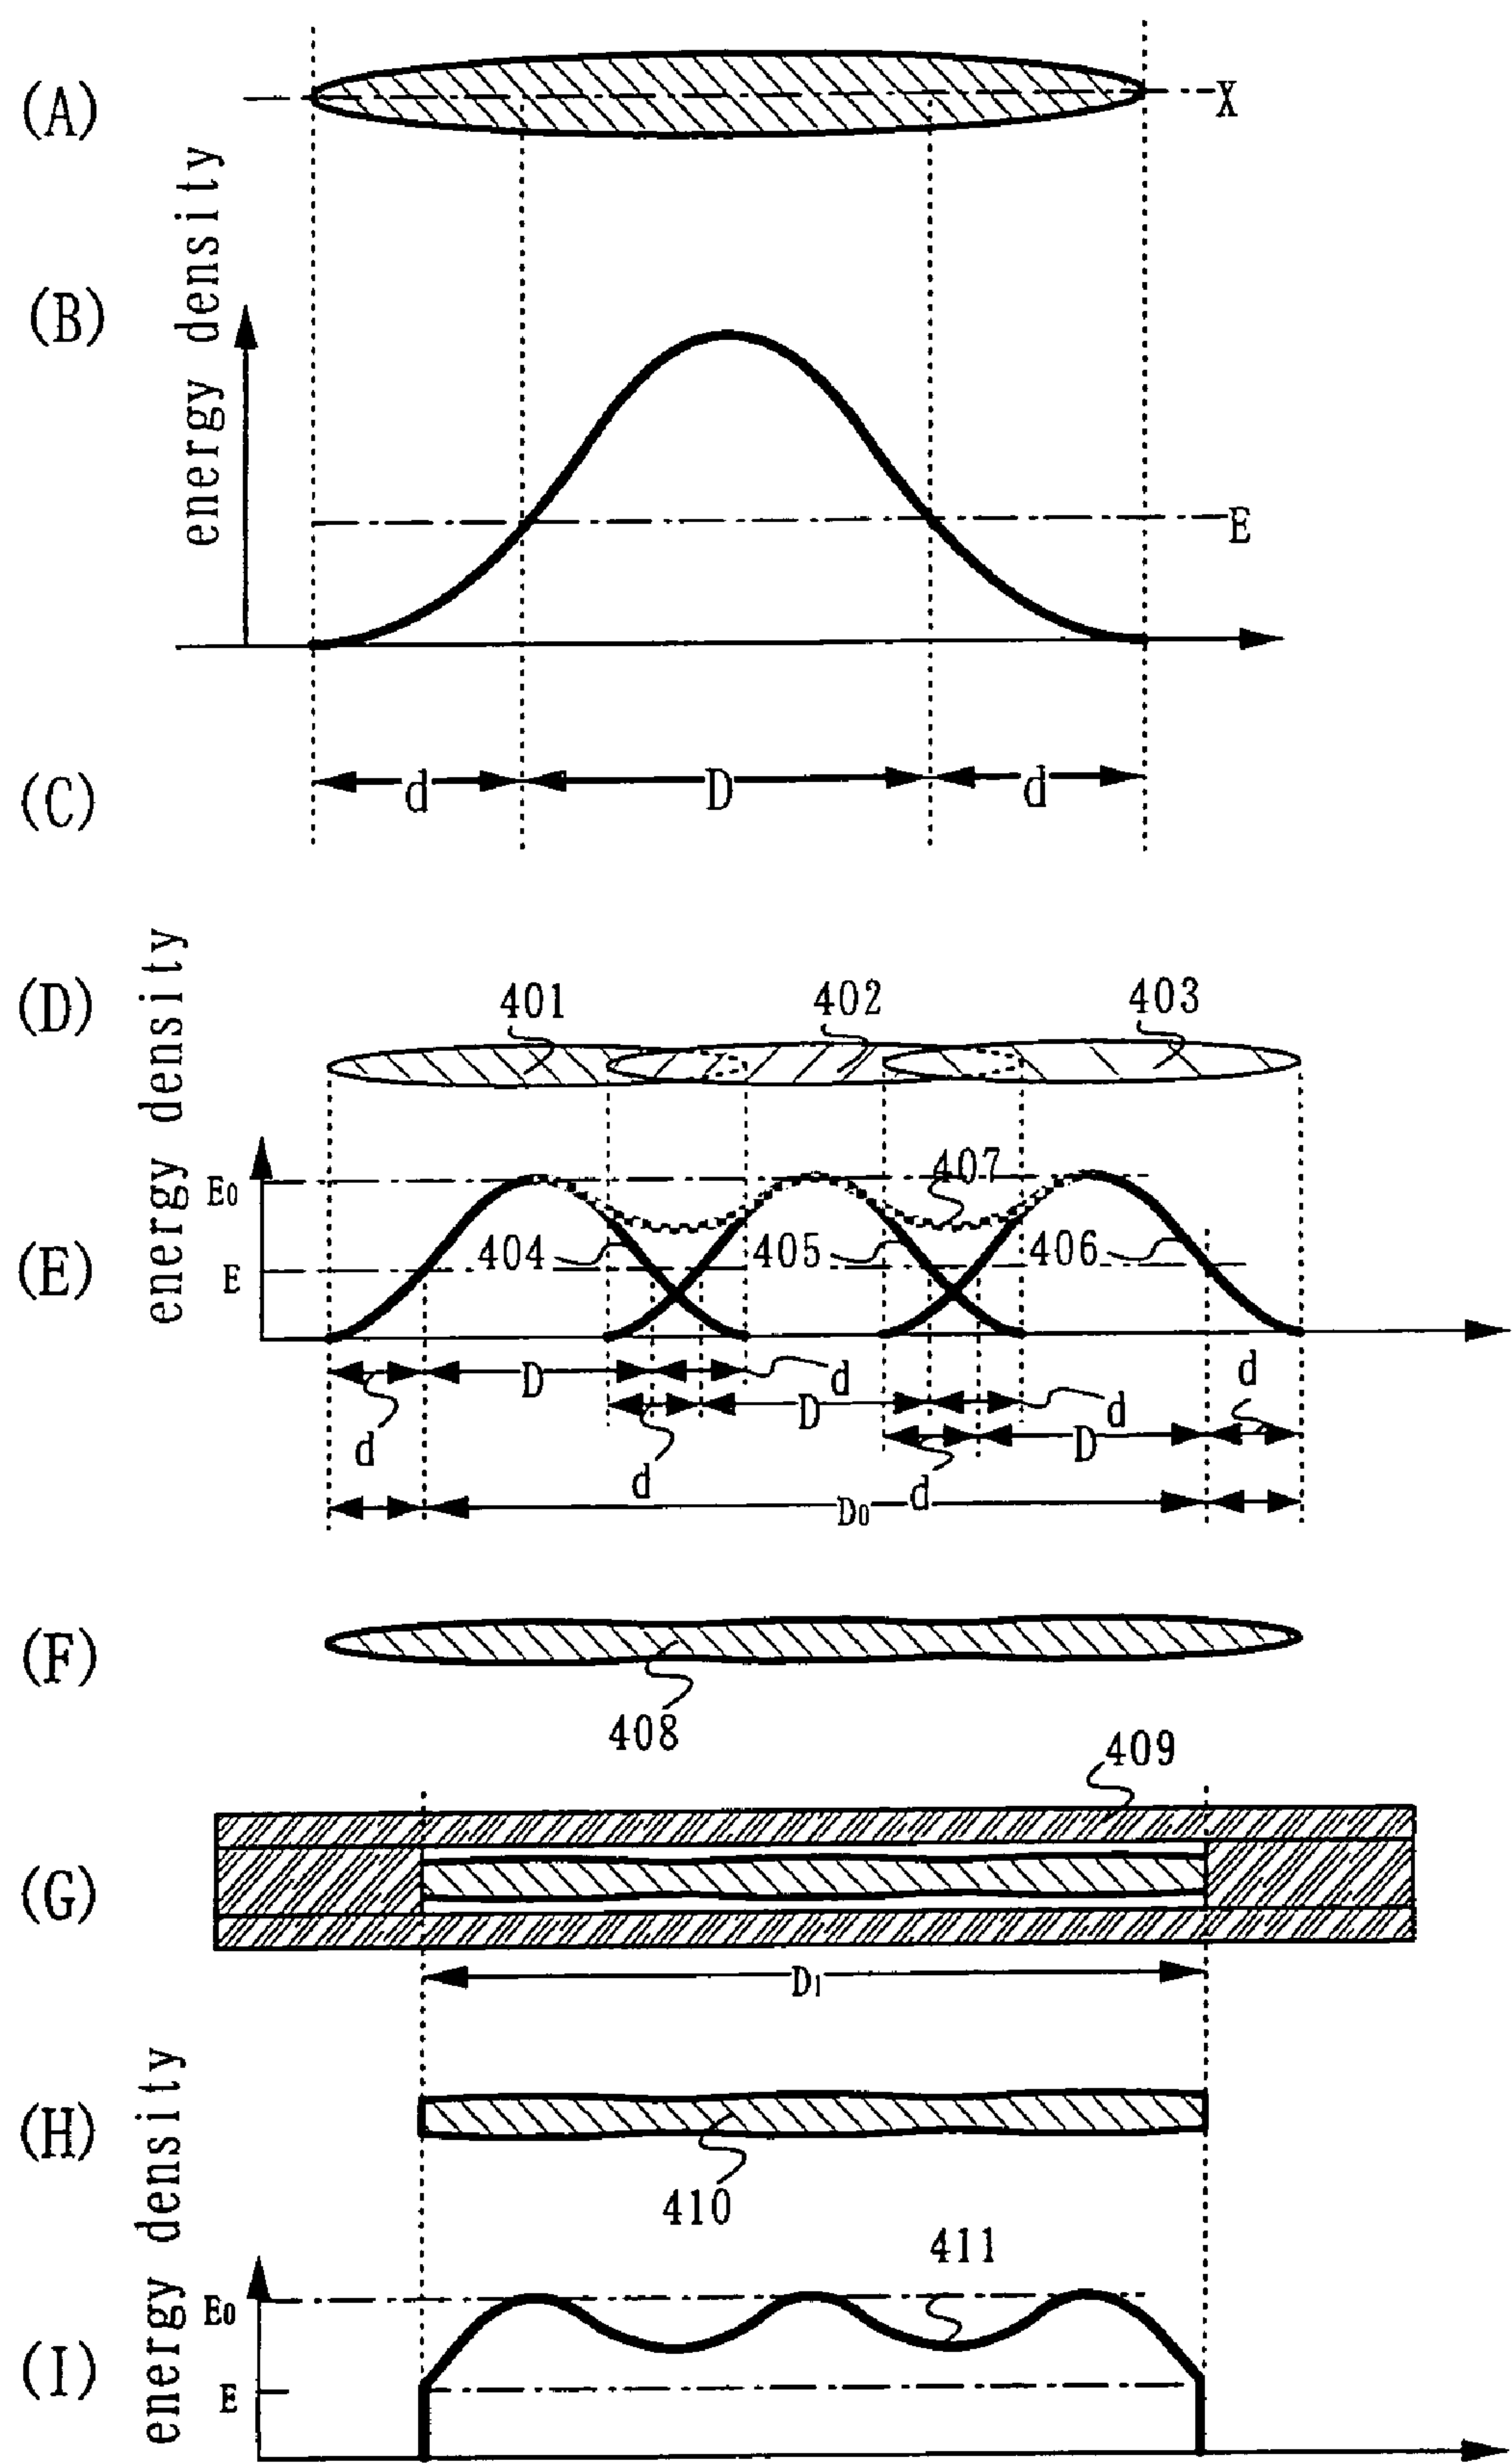 (A)
X
energy density
(B)
E
(C)
d D d
(D)
energy density
401 402 403
E0
407
404 405 406
(E)
E
D d d
D d
d d D
d
D0
(F)
408
409
(G)
D1
energy density
(H)
410
411
E0
(I)
E